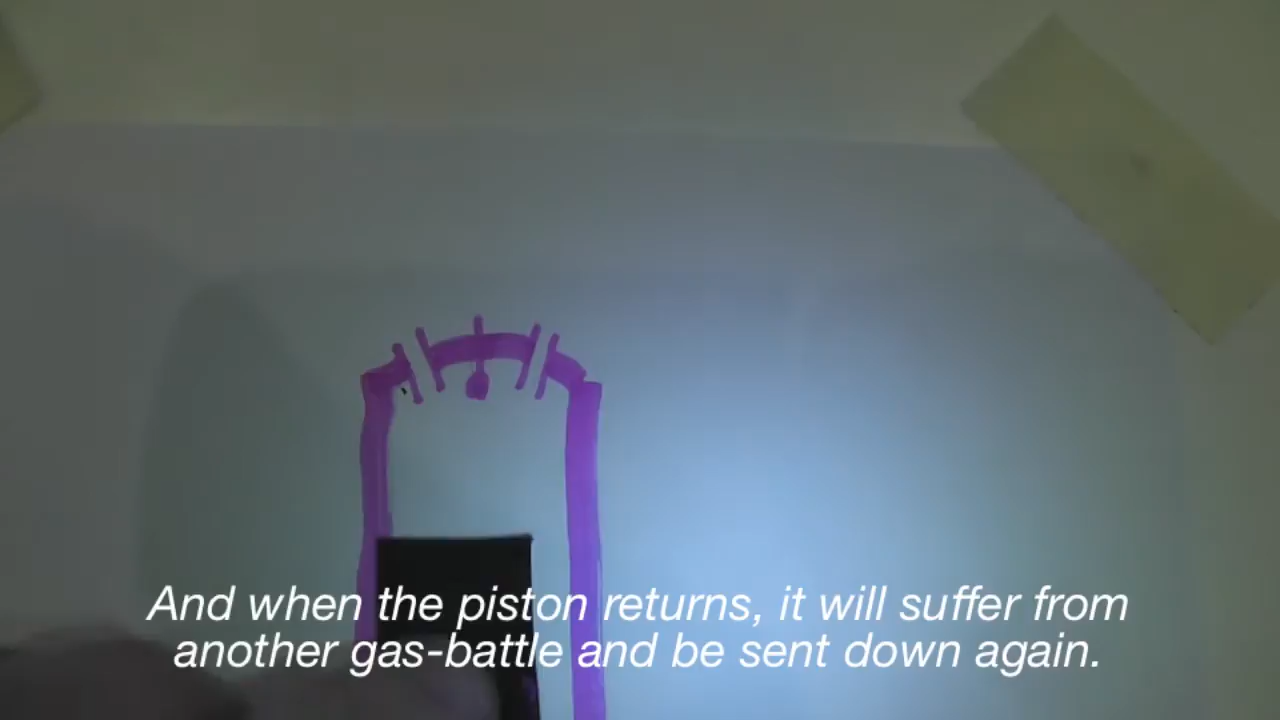 And when the piston returns, it will suffer from
another gas-battle and be sent down again.